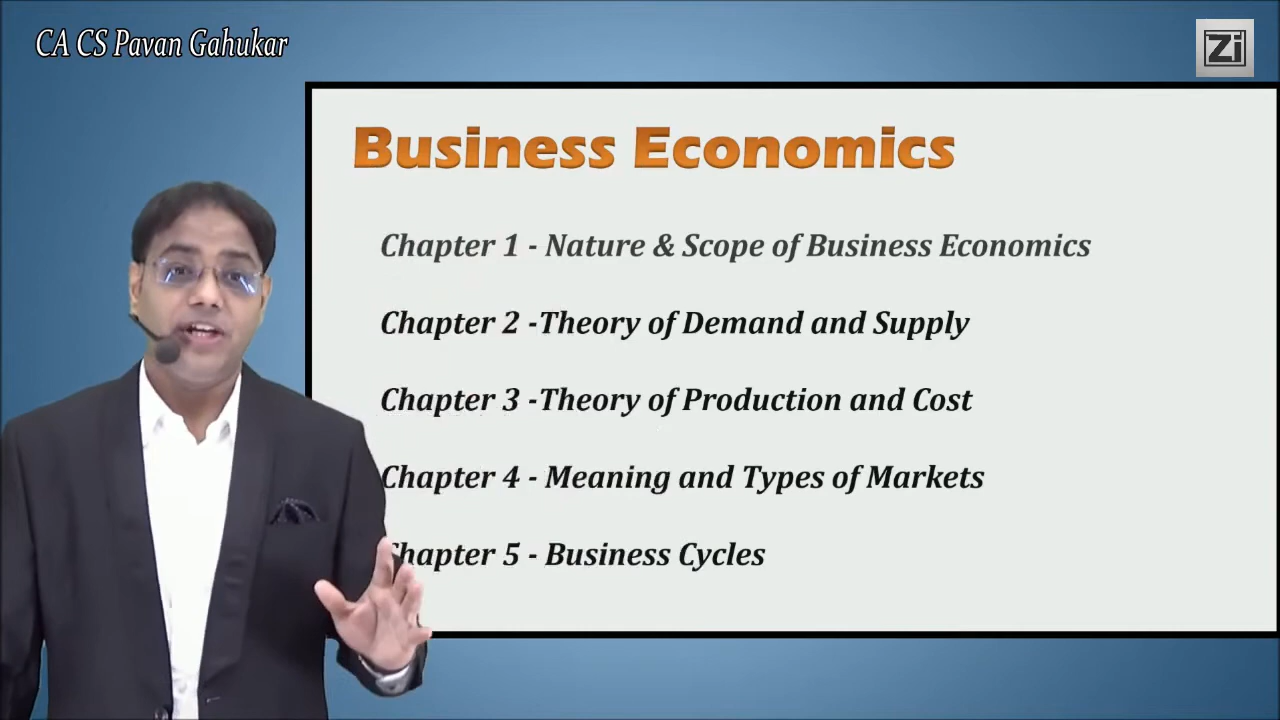 CA CS Pavan Gahukar
Zi
Business Economics
Chapter 1 - Nature & Scope of Business Economics
Chapter 2 -Theory of Demand and Supply
Chapter 3 -Theory of Production and Cost
Chapter 4 - Meaning and Types of Markets
Chapter 5 - Business Cycles